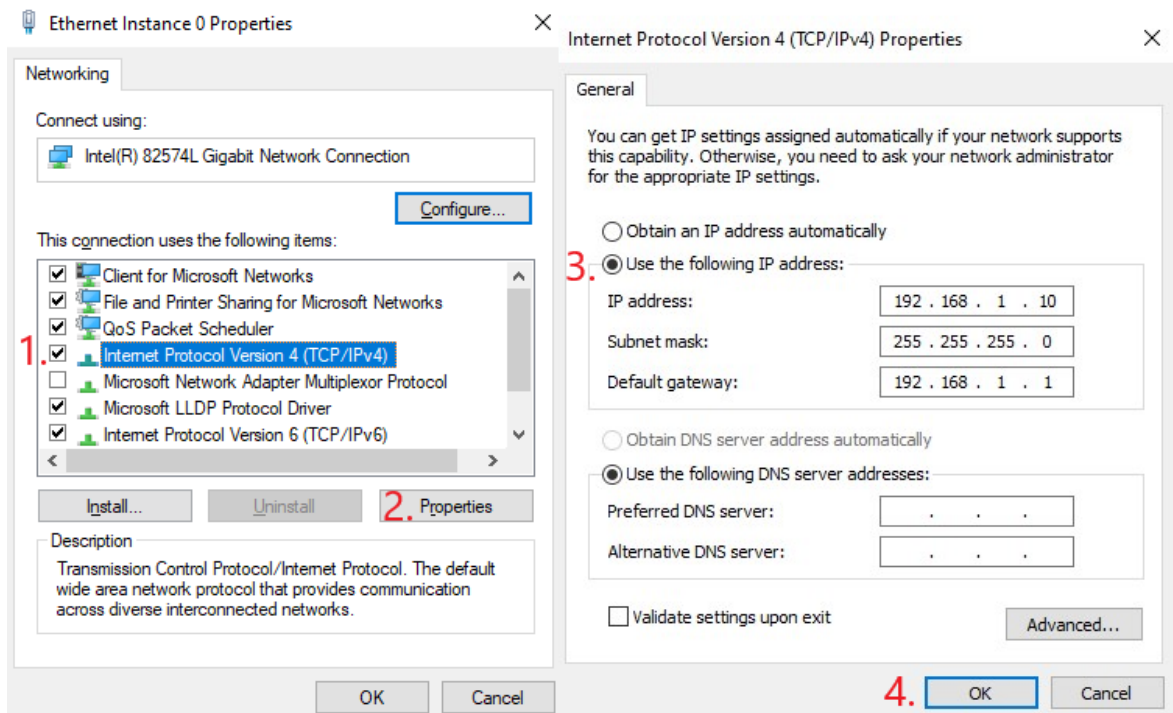 Ethernet Instance 0 Properties
Networking
Connect using:
Intel(R) 82574L Gigabit Network Connection
Configure...
This connection uses the following items:
Client for Microsoft Networks
File and Printer Sharing for Microsoft Networks
QoS Packet Scheduler
1. Internet Protocol Version 4 (TCP/IPv4)
Microsoft Network Adapter Multiplexor Protocol
Microsoft LLDP Protocol Driver
Internet Protocol Version 6 (TCP/IPv6)
Install... Uninstall 2. Properties
Description
Transmission Control Protocol/Internet Protocol. The default
wide area network protocol that provides communication
across diverse interconnected networks.
OK Cancel
Internet Protocol Version 4 (TCP/IPv4) Properties
General
You can get IP settings assigned automatically if your network supports
this capability. Otherwise, you need to ask your network administrator
for the appropriate IP settings.
Obtain an IP address automatically
3. Use the following IP address:
IP address: 192 . 168 . 1 . 10
Subnet mask: 255 . 255 . 255 . 0
Default gateway: 192 . 168 . 1 . 1
Obtain DNS server address automatically
Use the following DNS server addresses:
Preferred DNS server: . . .
Alternative DNS server: . . .
Validate settings upon exit
Advanced...
4. OK Cancel